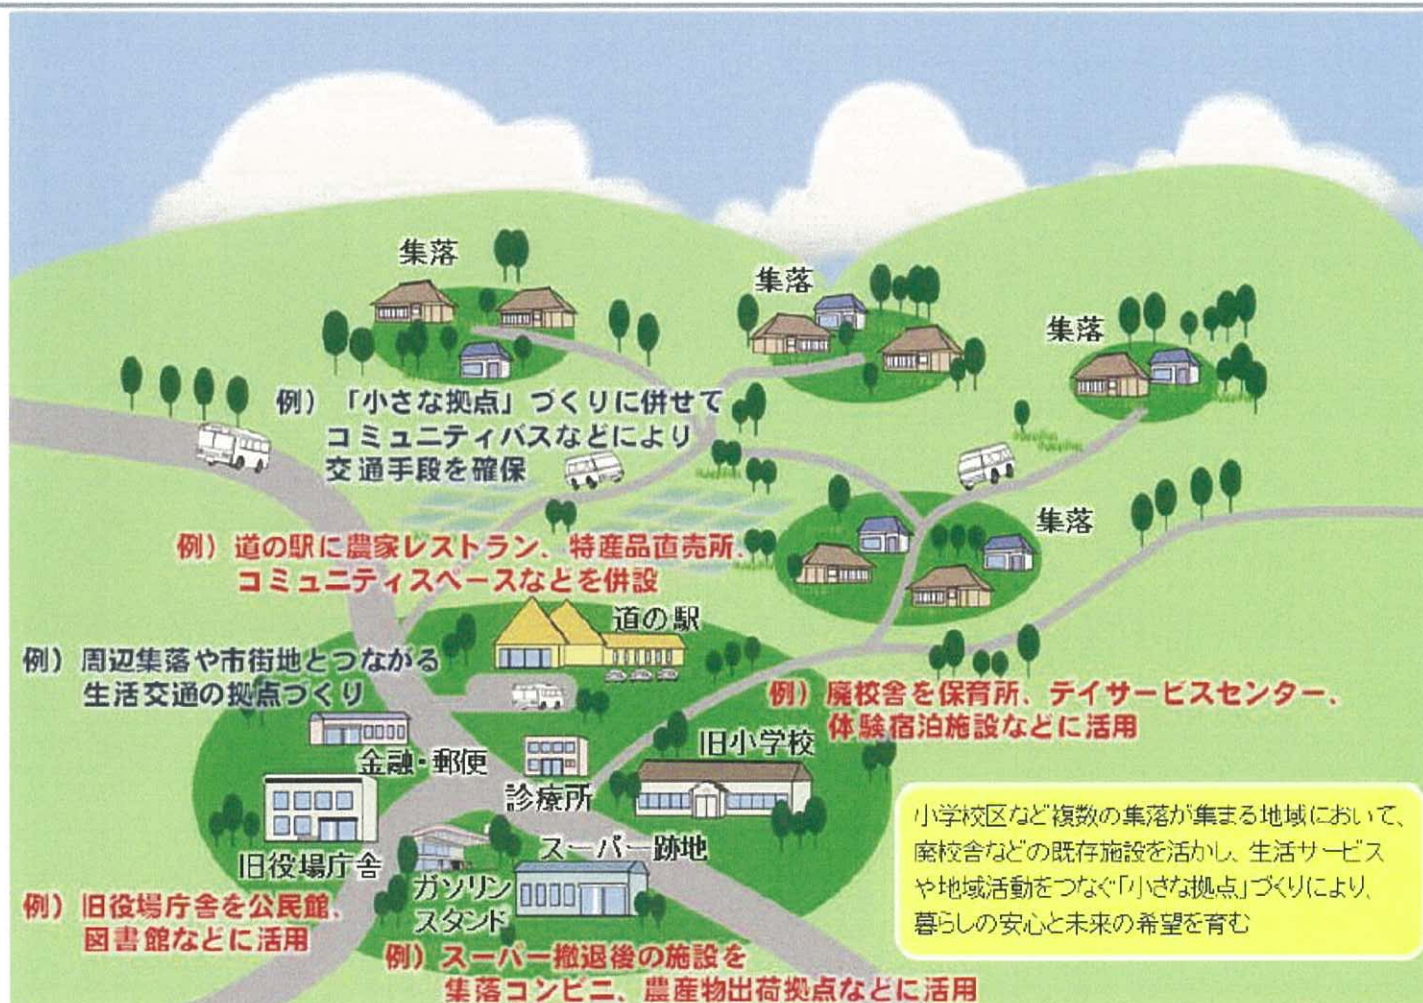 集落
集落
集落
例）「小さな拠点」づくりに併せて
コミュニティバスなどにより
交通手段を確保
集落
例）道の駅に農家レストラン、特産品直売所、
コミュニティスペースなどを併設
道の駅
例）周辺集落や市街地とつながる
生活交通の拠点づくり
例）廃校舎を保育所、デイサービスセンター、
体験宿泊施設などに活用
旧小学校
金融・郵便
診療所
小学校区など複数の集落が集まる地域において、
廃校舎などの既存施設を活かし、生活サービス
や地域活動をつなぐ「小さな拠点」づくりにより、
暮らしの安心と未来の希望を育む
旧役場庁舎
スーパー跡地
ガソリン
スタンド
例）旧役場庁舎を公民館、
図書館などに活用
例）スーパー撤退後の施設を
集落コンビニ、農産物出荷拠点などに活用